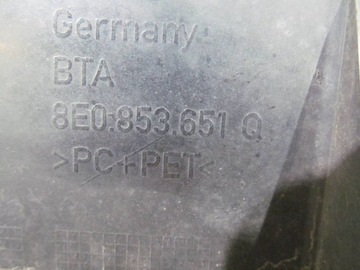 Germany
BTA
8E0.853.651 Q
>PC+PET<